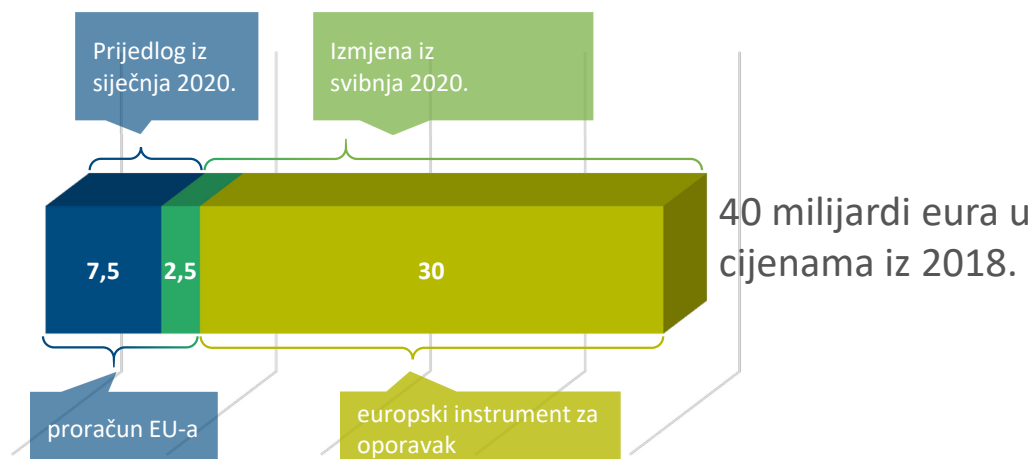 Prijedlog iz
siječnja 2020.
Izmjena iz
svibnja 2020.
7,5
2,5
30
40 milijardi eura u
cijenama iz 2018.
proračun EU-a
europski instrument za
oporavak